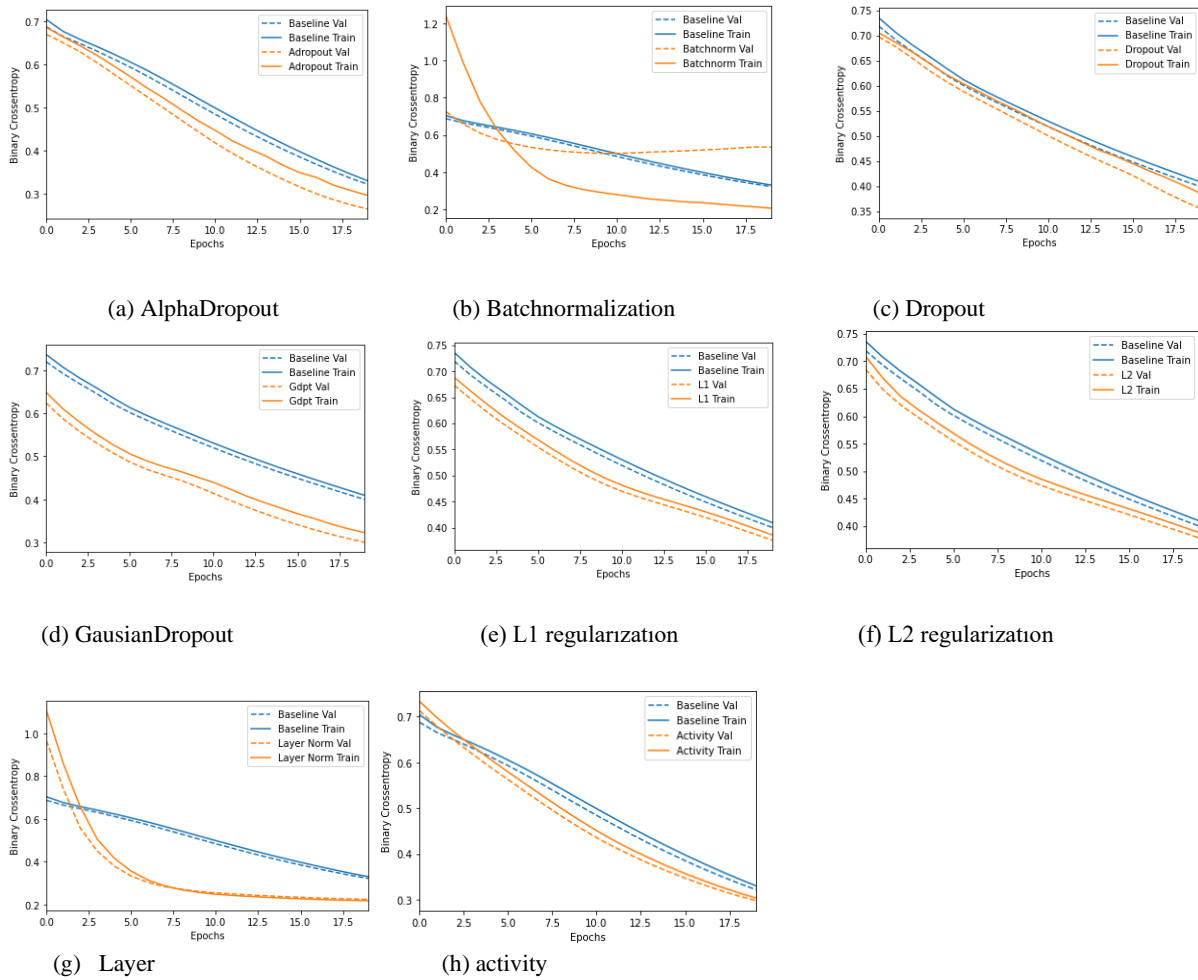 0.7
0.6
0.5
0.4
0.3
Binary Crossentropy
Baseline Val
Baseline Train
Adropout Val
Adropout Train
0.0 2.5 5.0 7.5 10.0 12.5 15.0 17.5
Epochs
1.2
1.0
0.8
0.6
0.4
0.2
Binary Crossentropy
Baseline Val
Baseline Train
Batchnorm Val
Batchnorm Train
0.0 2.5 5.0 7.5 10.0 12.5 15.0 17.5
Epochs
0.75
0.70
0.65
0.60
0.55
0.50
0.45
0.40
0.35
Binary Crossentropy
Baseline Val
Baseline Train
Dropout Val
Dropout Train
0.0 2.5 5.0 7.5 10.0 12.5 15.0 17.5
Epochs
(a) AlphaDropout
(b) Batchnormalization
(c) Dropout
0.7
0.6
0.5
0.4
0.3
Binary Crossentropy
Baseline Val
Baseline Train
Gdpt Val
Gdpt Train
0.0 2.5 5.0 7.5 10.0 12.5 15.0 17.5
Epochs
0.75
0.70
0.65
0.60
0.55
0.50
0.45
0.40
Binary Crossentropy
Baseline Val
Baseline Train
L1 Val
L1 Train
0.0 2.5 5.0 7.5 10.0 12.5 15.0 17.5
Epochs
0.75
0.70
0.65
0.60
0.55
0.50
0.45
0.40
Binary Crossentropy
Baseline Val
Baseline Train
L2 Val
L2 Train
0.0 2.5 5.0 7.5 10.0 12.5 15.0 17.5
Epochs
(d) GausianDropout
(e) L1 regularization
(f) L2 regularization
1.0
0.8
0.6
0.4
0.2
Binary Crossentropy
Baseline Val
Baseline Train
Layer Norm Val
Layer Norm Train
0.0 2.5 5.0 7.5 10.0 12.5 15.0 17.5
Epochs
0.7
0.6
0.5
0.4
0.3
Binary Crossentropy
Baseline Val
Baseline Train
Activity Val
Activity Train
0.0 2.5 5.0 7.5 10.0 12.5 15.0 17.5
Epochs
(g) Layer
(h) activity